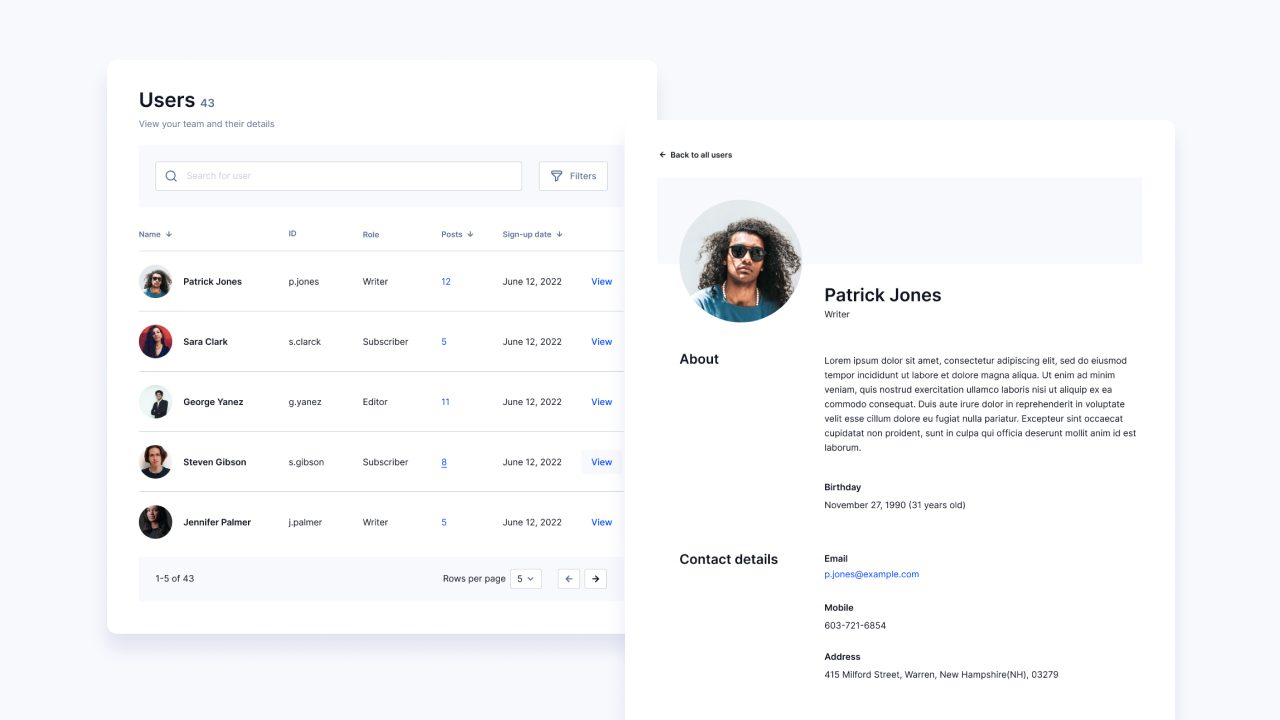 Users 43
View your team and their details
Search for user
Filters
Name ID Role Posts Sign-up date
Patrick Jones p.jones Writer 12 June 12, 2022 View
Sara Clark s.clarck Subscriber 5 June 12, 2022 View
George Yanez g.yanez Editor 11 June 12, 2022 View
Steven Gibson s.gibson Subscriber 8 June 12, 2022 View
Jennifer Palmer j.palmer Writer 5 June 12, 2022 View
1-5 of 43 Rows per page 5
Back to all users
Patrick Jones
Writer
About
Lorem ipsum dolor sit amet, consectetur adipiscing elit, sed do eiusmod
tempor incididunt ut labore et dolore magna aliqua. Ut enim ad minim
veniam, quis nostrud exercitation ullamco laboris nisi ut aliquip ex ea
commodo consequat. Duis aute irure dolor in reprehenderit in voluptate
velit esse cillum dolore eu fugiat nulla pariatur. Excepteur sint occaecat
cupidatat non proident, sunt in culpa qui officia deserunt mollit anim id est
laborum.
Birthday
November 27, 1990 (31 years old)
Contact details
Email
p.jones@example.com
Mobile
603-721-6854
Address
415 Milford Street, Warren, New Hampshire(NH), 03279